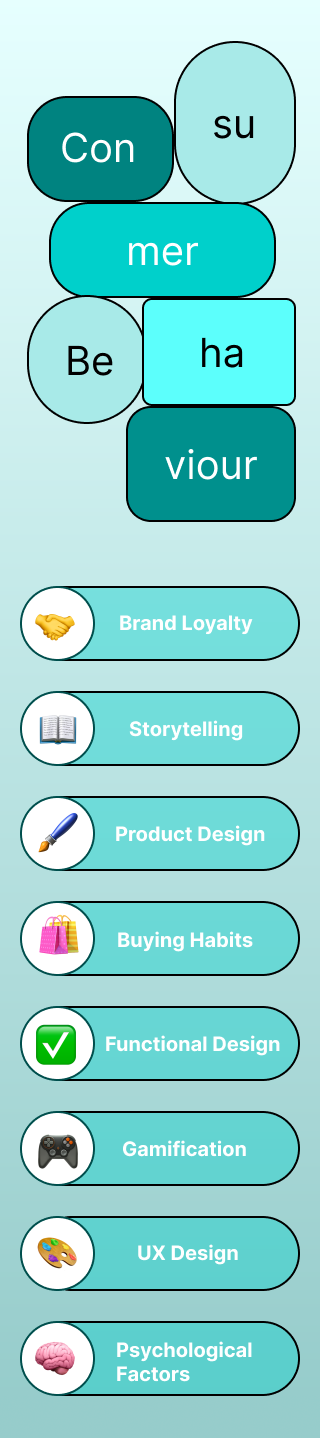 Con
su
mer
Be
ha
viour
Brand Loyalty
Storytelling
Product Design
Buying Habits
Functional Design
Gamification
UX Design
Psychological
Factors